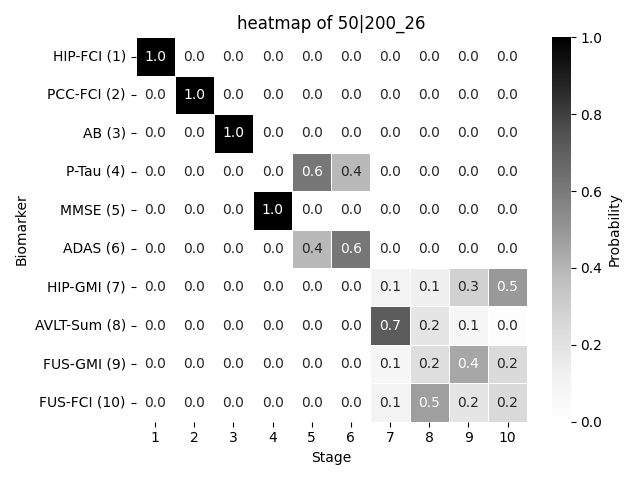 heatmap of 50|200_26
HIP-FCI (1) 1.0 0.0 0.0 0.0 0.0 0.0 0.0 0.0 0.0 0.0
PCC-FCI (2) 0.0 1.0 0.0 0.0 0.0 0.0 0.0 0.0 0.0 0.0
AB (3) 0.0 0.0 1.0 0.0 0.0 0.0 0.0 0.0 0.0 0.0
P-Tau (4) 0.0 0.0 0.0 0.0 0.6 0.4 0.0 0.0 0.0 0.0
MMSE (5) 0.0 0.0 0.0 1.0 0.0 0.0 0.0 0.0 0.0 0.0
ADAS (6) 0.0 0.0 0.0 0.0 0.4 0.6 0.0 0.0 0.0 0.0
HIP-GMI (7) 0.0 0.0 0.0 0.0 0.0 0.0 0.1 0.1 0.3 0.5
AVLT-Sum (8) 0.0 0.0 0.0 0.0 0.0 0.0 0.7 0.2 0.1 0.0
FUS-GMI (9) 0.0 0.0 0.0 0.0 0.0 0.0 0.1 0.2 0.4 0.2
FUS-FCI (10) 0.0 0.0 0.0 0.0 0.0 0.0 0.1 0.5 0.2 0.2
1 2 3 4 5 6 7 8 9 10
Stage
Biomarker
1.0
0.8
0.6
0.4
0.2
0.0
Probability